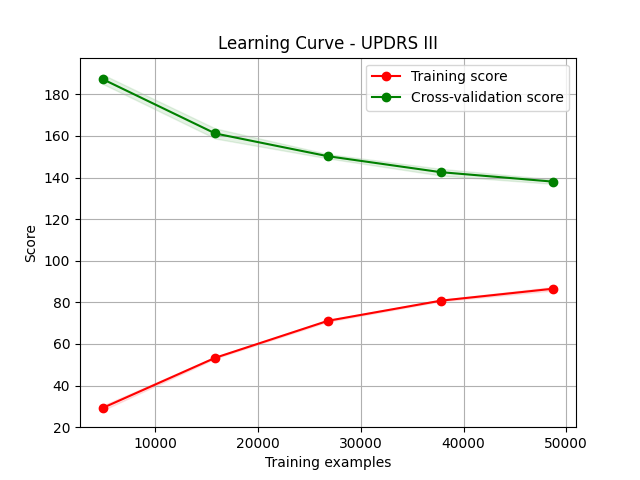 Learning Curve - UPDRS III
Training score
Cross-validation score
Score
180
160
140
120
100
80
60
40
20
10000 20000 30000 40000 50000
Training examples